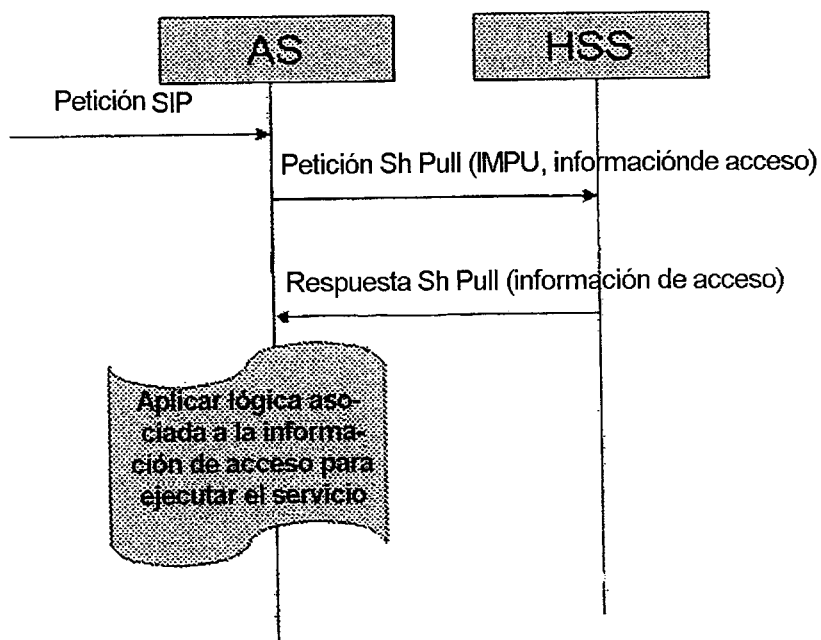 AS
HSS
Petición SIP
Petición Sh Pull (IMPU, informaciónde acceso)
Respuesta Sh Pull (información de acceso)
Aplicar lógica aso-
ciada a la informa-
ción de acceso para
ejecutar el servicio